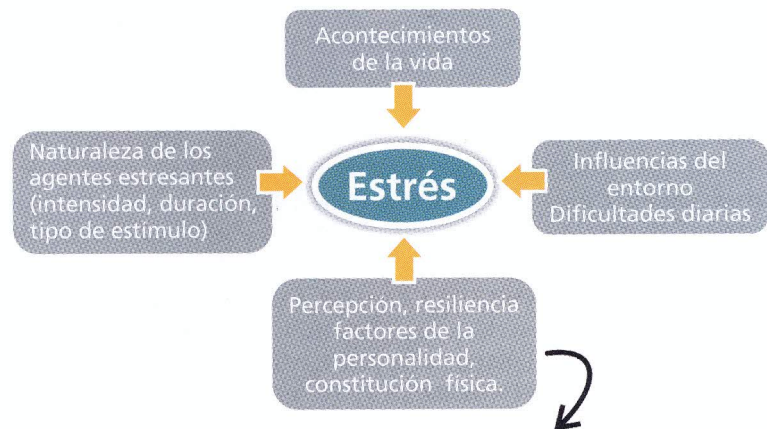 Acontecimientos
de la vida
Naturaleza de los
agentes estresantes
(intensidad, duración,
tipo de estímulo)
Estrés
Influencias del
entorno
Dificultades diarias
Percepción, resiliencia
factores de la
personalidad,
constitución física.